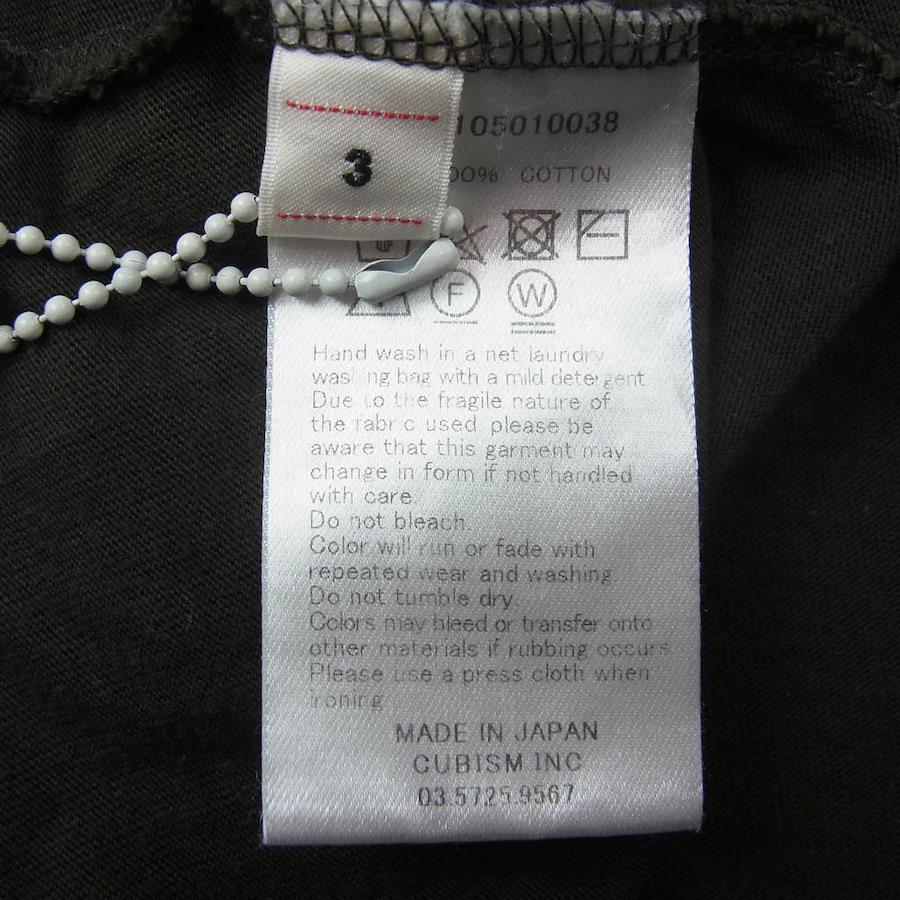 3
105010038
COTTON
F
W
Hand wash in a net laundry
washing bag with a mild detergent
Due to the fragile nature of
the fabric used please be
aware that this garment may
change in form if not handled
with care.
Do not bleach.
Color will run or fade with
repeated wear and washing.
Do not tumble dry.
Colors may bleed or transfer onto
other materials if rubbing occurs
Please use a press cloth when
ironing
MADE IN JAPAN
CUBISM INC
03.5725.9567